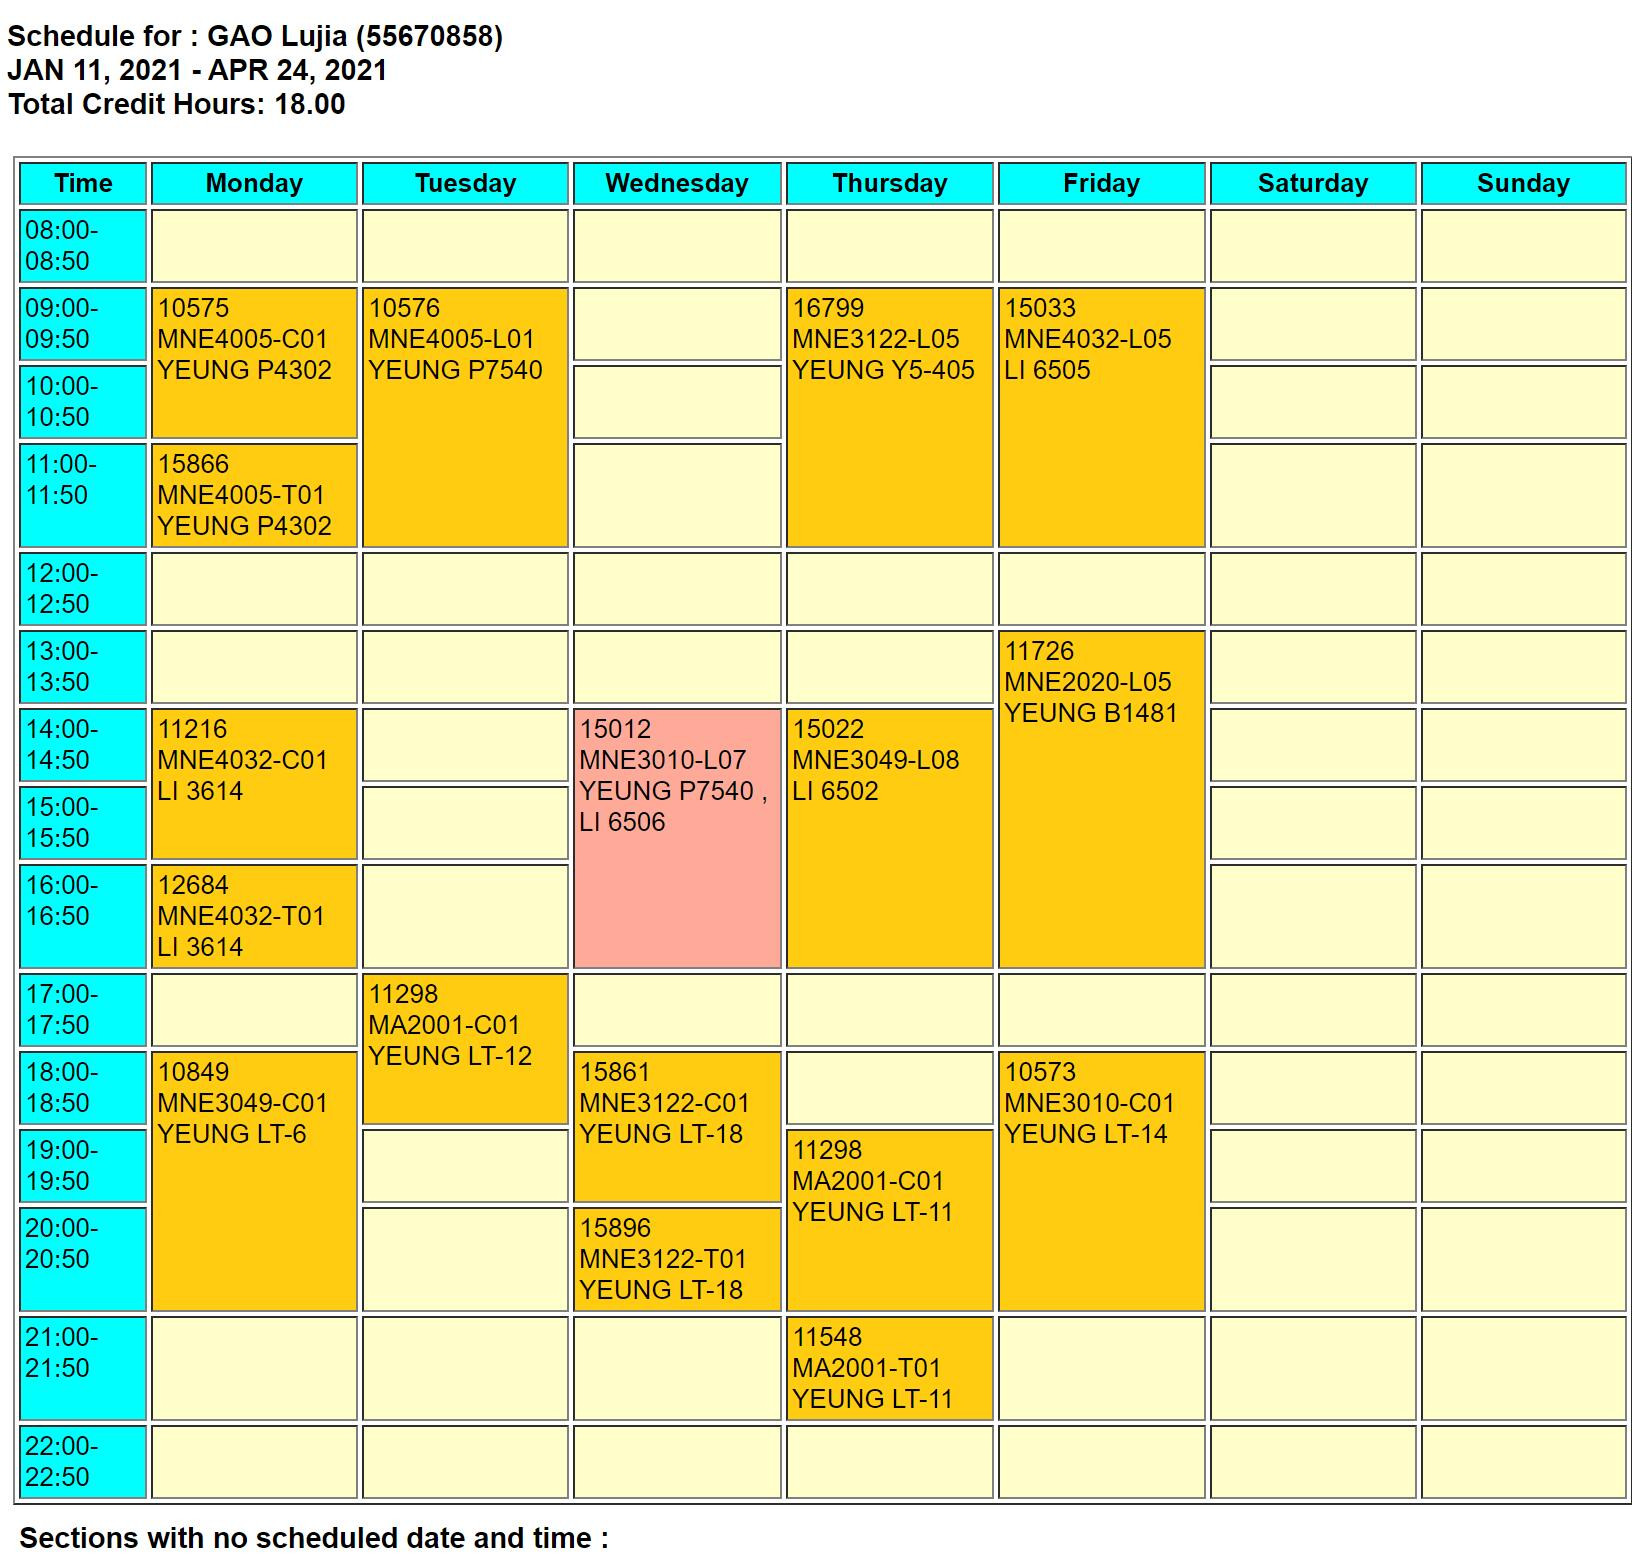 Schedule for : GAO Lujia (55670858)
JAN 11, 2021 - APR 24, 2021
Total Credit Hours: 18.00
Time Monday Tuesday Wednesday Thursday Friday Saturday Sunday
08:00-
08:50
09:00-
09:50
10575
MNE4005-C01
YEUNG P4302
10576
MNE4005-L01
YEUNG P7540
16799
MNE3122-L05
YEUNG Y5-405
15033
MNE4032-L05
LI 6505
10:00-
10:50
11:00-
11:50
15866
MNE4005-T01
YEUNG P4302
12:00-
12:50
13:00-
13:50
11726
MNE2020-L05
YEUNG B1481
14:00-
14:50
11216
MNE4032-C01
LI 3614
15012
MNE3010-L07
YEUNG P7540 ,
LI 6506
15022
MNE3049-L08
LI 6502
15:00-
15:50
16:00-
16:50
12684
MNE4032-T01
LI 3614
17:00-
17:50
11298
MA2001-C01
YEUNG LT-12
18:00-
18:50
10849
MNE3049-C01
YEUNG LT-6
15861
MNE3122-C01
YEUNG LT-18
10573
MNE3010-C01
YEUNG LT-14
19:00-
19:50
11298
MA2001-C01
YEUNG LT-11
20:00-
20:50
15896
MNE3122-T01
YEUNG LT-18
21:00-
21:50
11548
MA2001-T01
YEUNG LT-11
22:00-
22:50
Sections with no scheduled date and time :